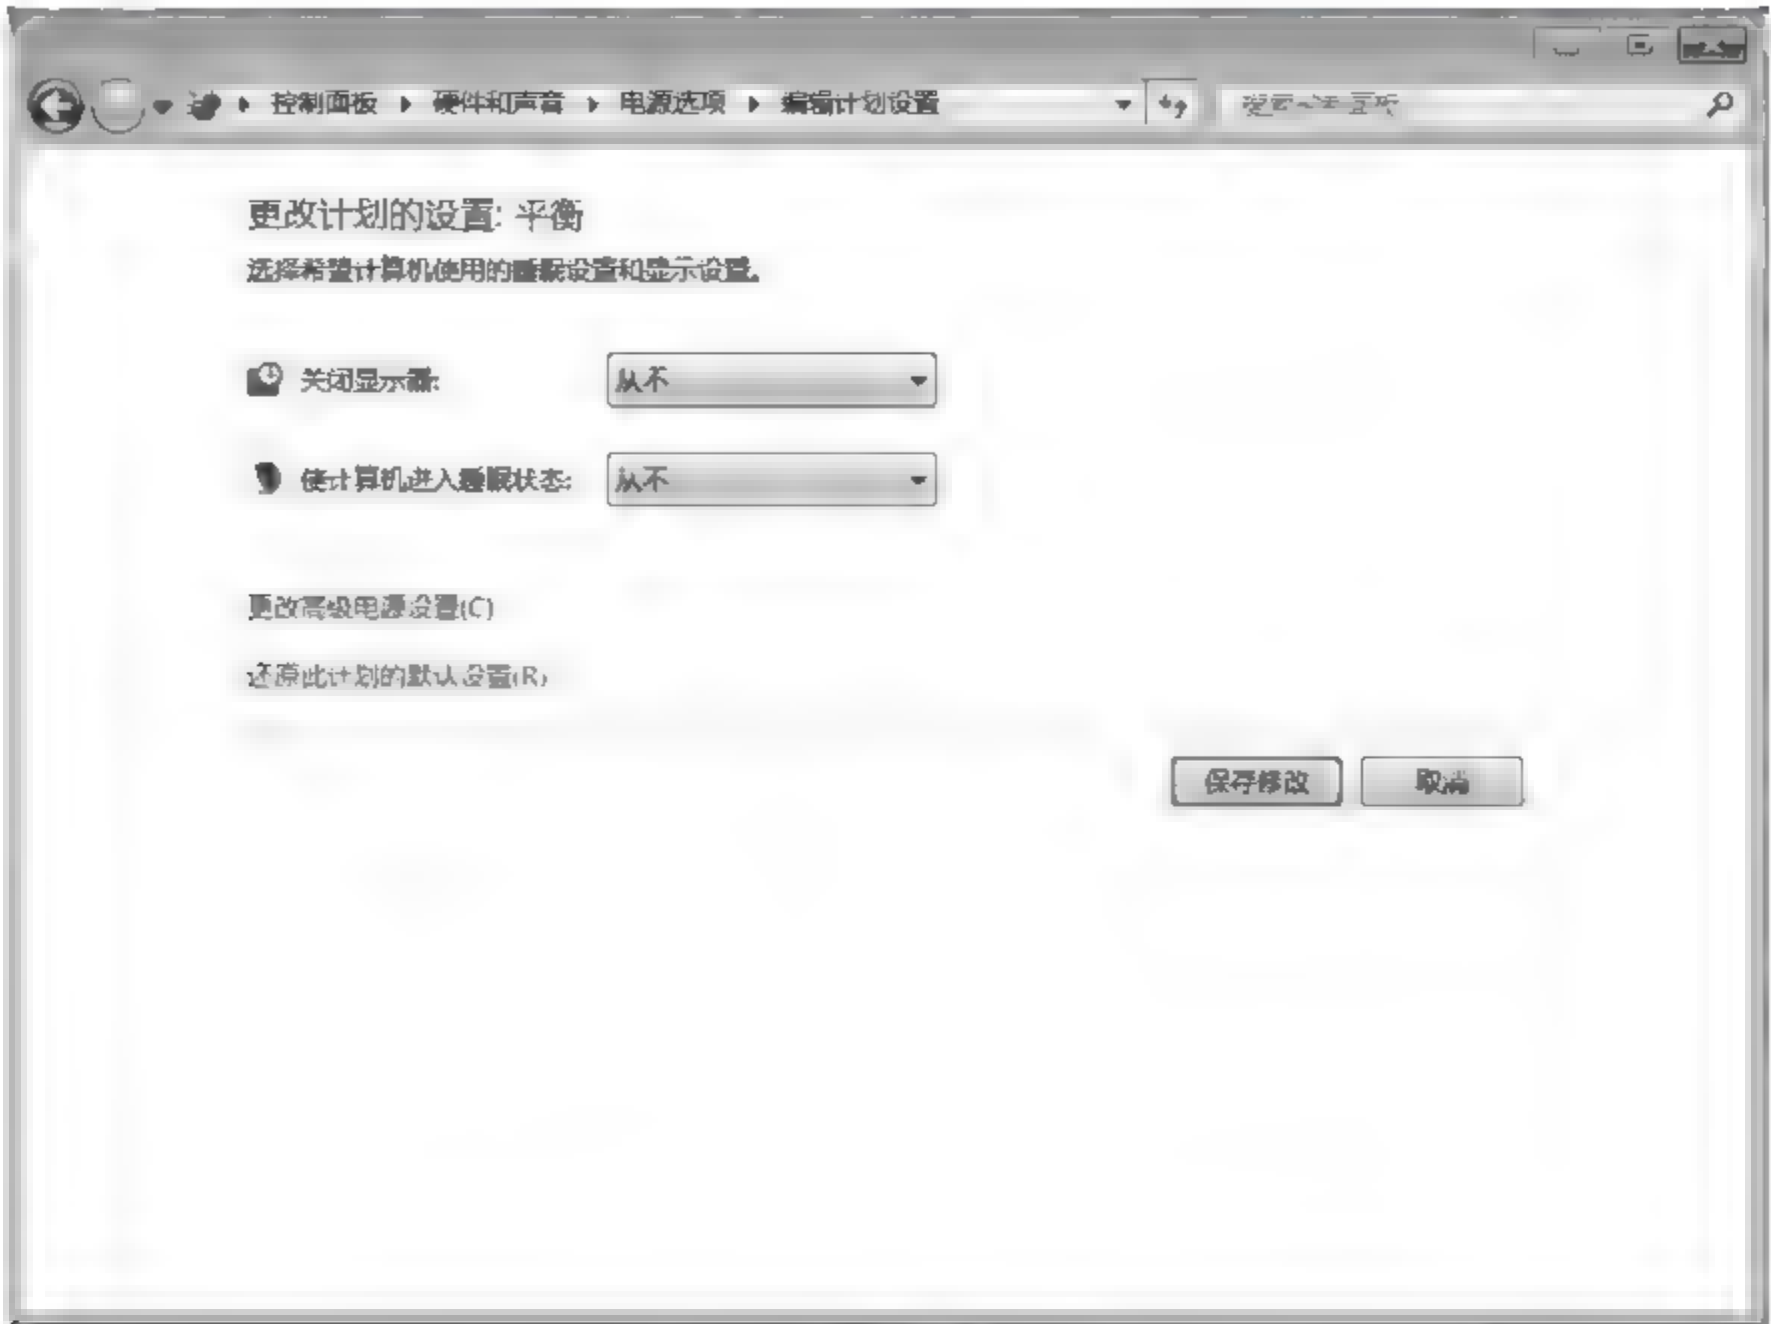 控制面板 ▸ 硬件和声音 ▸ 电源选项 ▸ 编辑计划设置
更改计划的设置: 平衡
选择希望计算机使用的睡眠设置和显示设置。
关闭显示器: 从不
使计算机进入睡眠状态: 从不
更改高级电源设置(C)
还原此计划的默认设置(R)
保存修改 取消